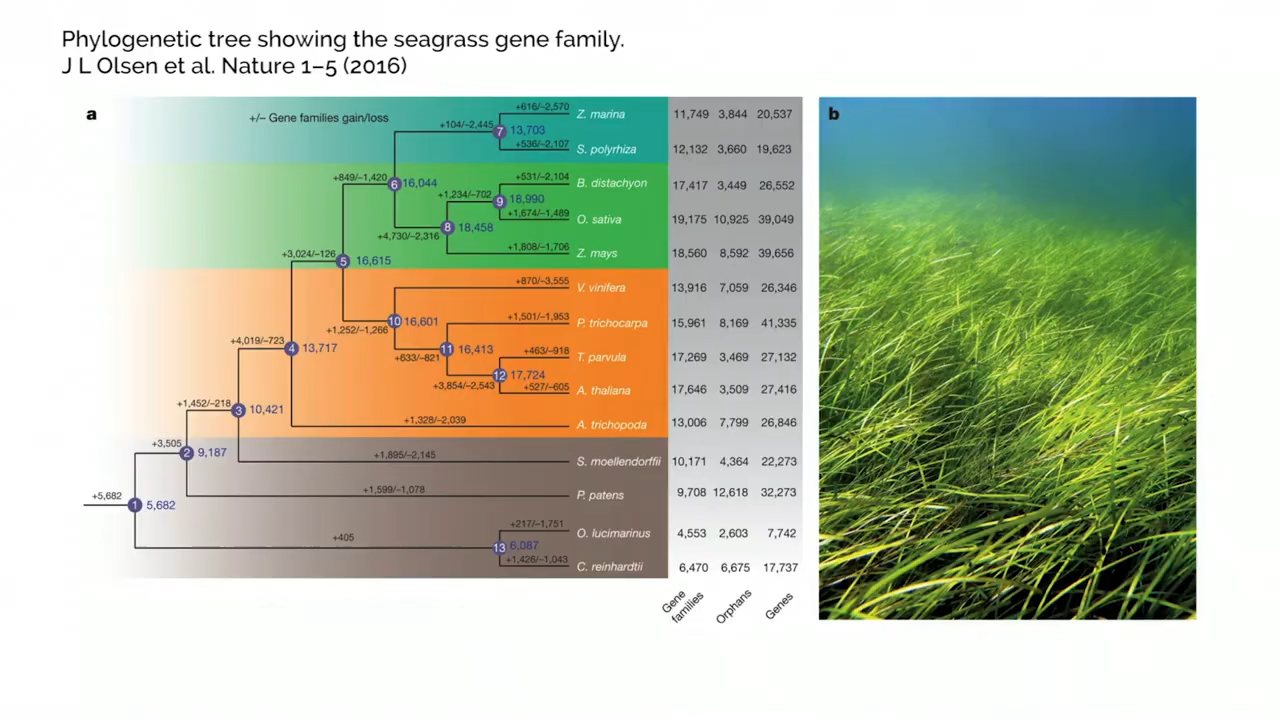 Phylogenetic tree showing the seagrass gene family.
J L Olsen et al. Nature 1–5 (2016)
a
b
+/– Gene families gain/loss
+616/–2,570
Z. marina 11,749 3,844 20,537
+104/–2,445
7 13,703
+536/–2,107
S. polyrhiza 12,132 3,660 19,623
+849/–1,420
6 16,044
+531/–2,104
B. distachyon 17,417 3,449 26,552
+1,234/–702
9 18,990
+1,674/–1,489
O. sativa 19,175 10,925 39,049
+4,730/–2,316
8 18,458
+1,808/–1,706
Z. mays 18,560 8,592 39,656
+3,024/–126
5 16,615
+870/–3,555
V. vinifera 13,916 7,059 26,346
+1,252/–1,266
10 16,601
+1,501/–1,953
P. trichocarpa 15,961 8,169 41,335
+4,019/–723
4 13,717
+633/–821
11 16,413
+463/–918
T. parvula 17,269 3,469 27,132
+3,854/–2,543
12 17,724
+527/–605
A. thaliana 17,646 3,509 27,416
+1,452/–218
3 10,421
+1,328/–2,039
A. trichopoda 13,006 7,799 26,846
+3,505
2 9,187
+1,895/–2,145
S. moellendorffii 10,171 4,364 22,273
+1,599/–1,078
P. patens 9,708 12,618 32,273
+5,682
1 5,682
+217/–1,751
O. lucimarinus 4,553 2,603 7,742
+405
13 6,087
+1,426/–1,043
C. reinhardtii 6,470 6,675 17,737
Gene families
Orphans
Genes